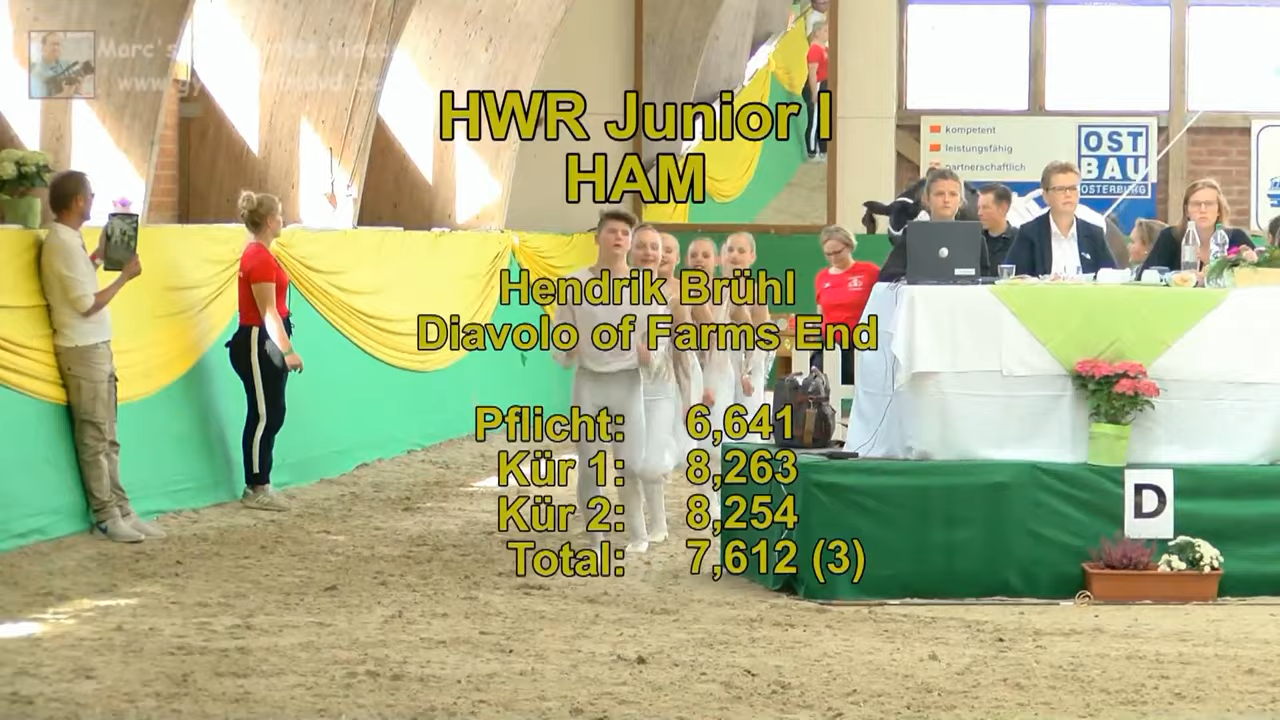 Marc's
HWR Junior I
HAM
kompetent
leistungsfähig
partnerschaftlich
OST
BAU
OSTERBURG
Hendrik Brühl
Diavolo of Farms End
Pflicht: 6,641
Kür 1: 8,263
Kür 2: 8,254
Total: 7,612 (3)
D